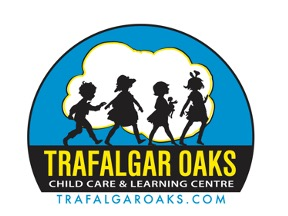 TRAFALGAR OAKS
CHILD CARE & LEARNING CENTRE
TRAFALGAROAKS.COM